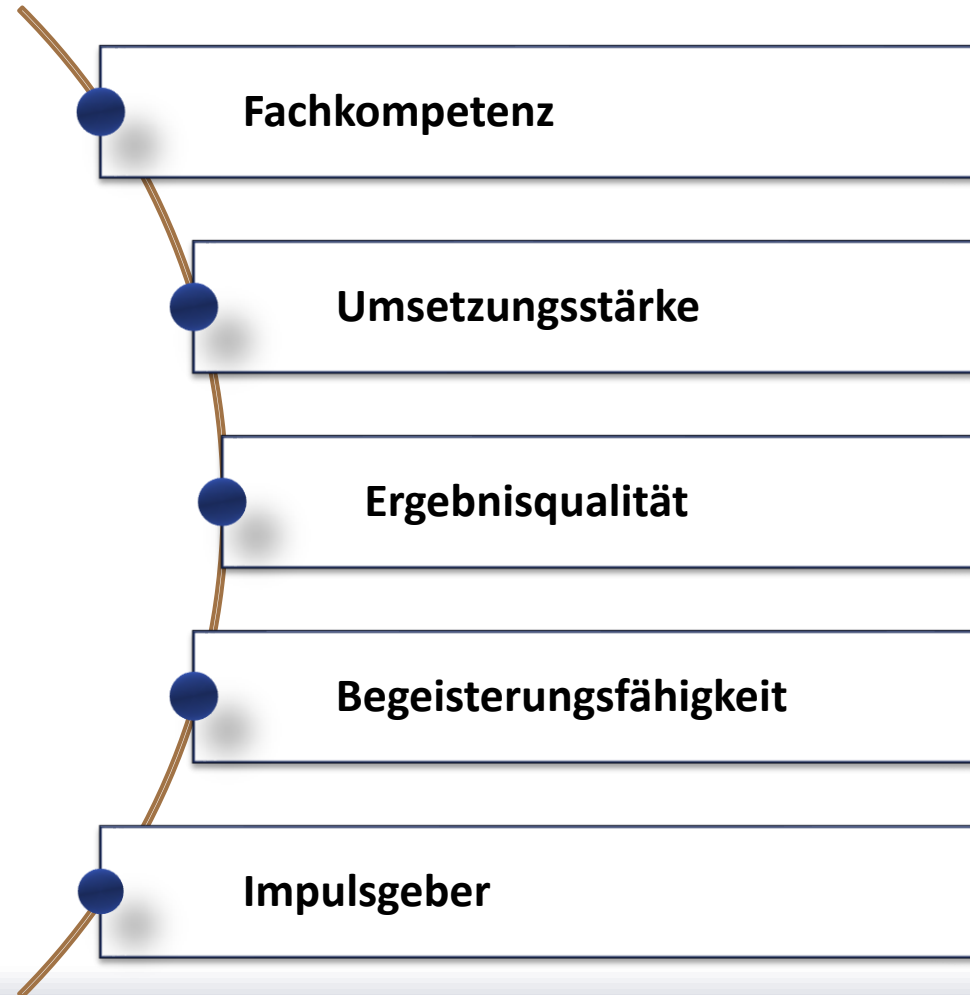 Fachkompetenz
Umsetzungsstärke
Ergebnisqualität
Begeisterungsfähigkeit
Impulsgeber